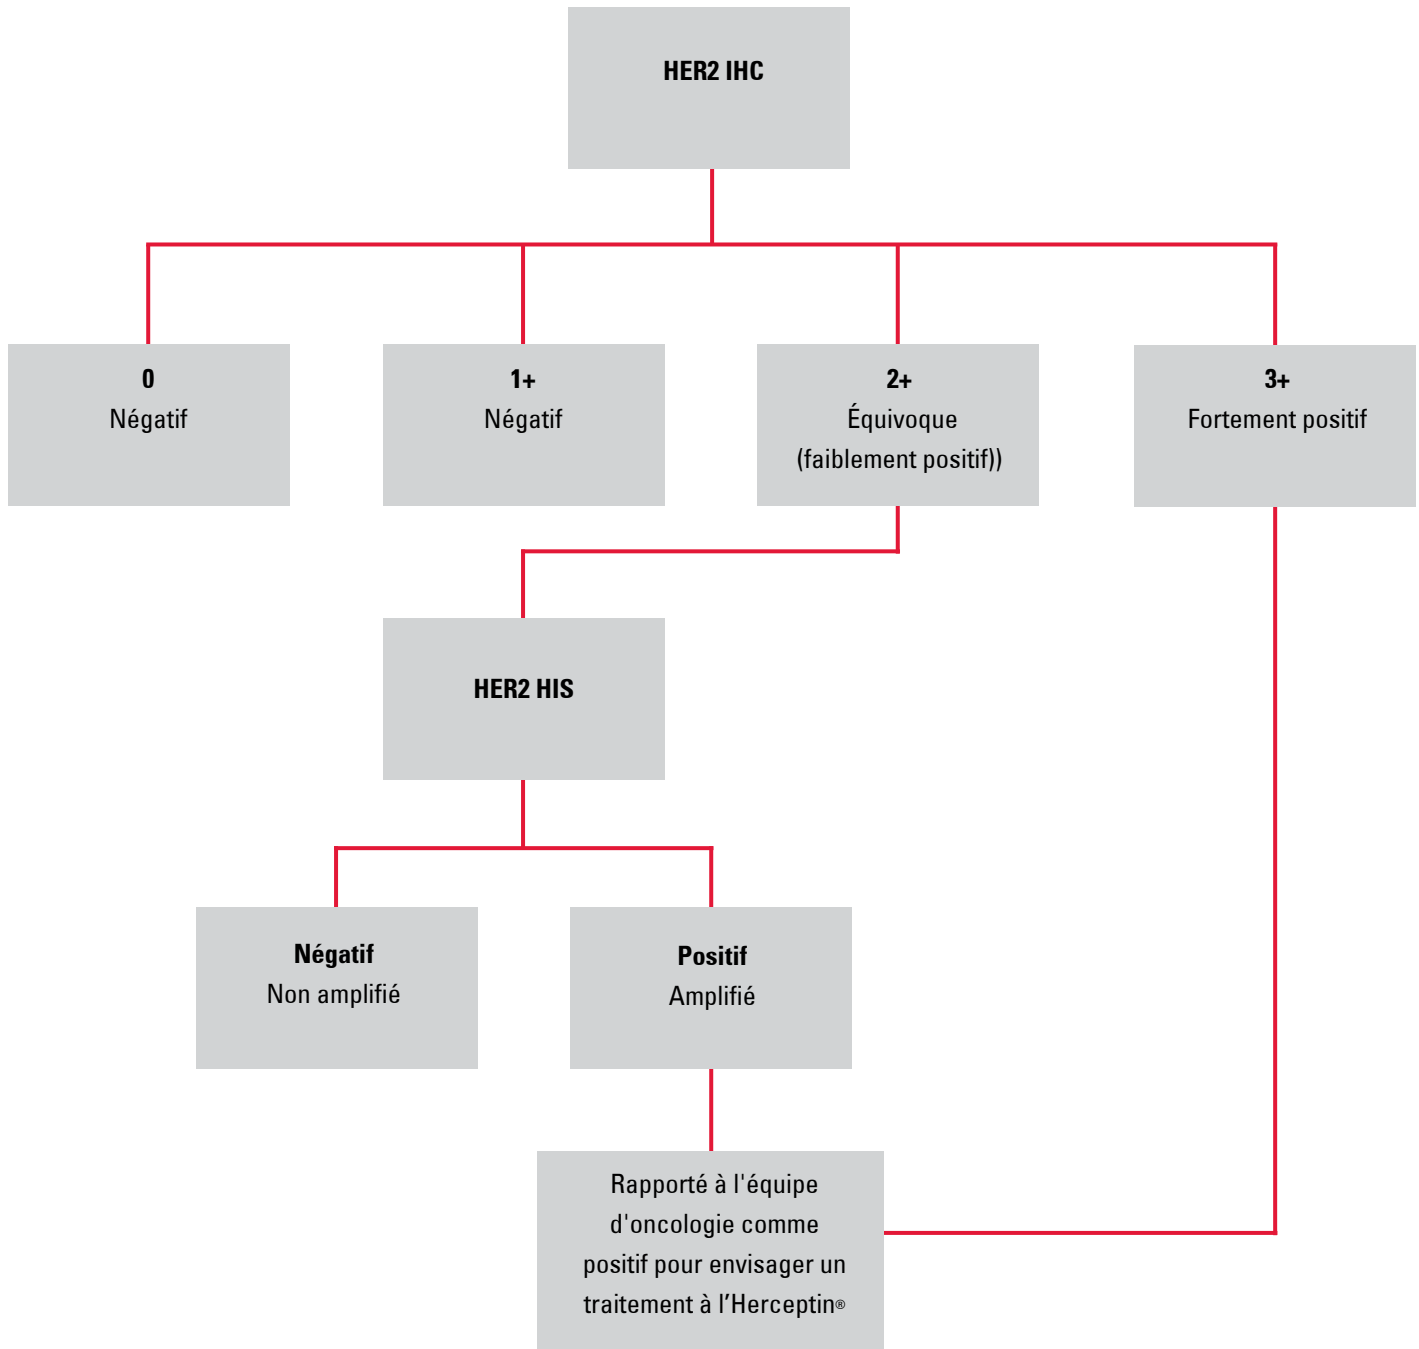 HER2 IHC
0
Négatif
1+
Négatif
2+
Équivoque
(faiblement positif))
3+
Fortement positif
HER2 HIS
Négatif
Non amplifié
Positif
Amplifié
Rapporté à l'équipe
d'oncologie comme
positif pour envisager un
traitement à l’Herceptin®